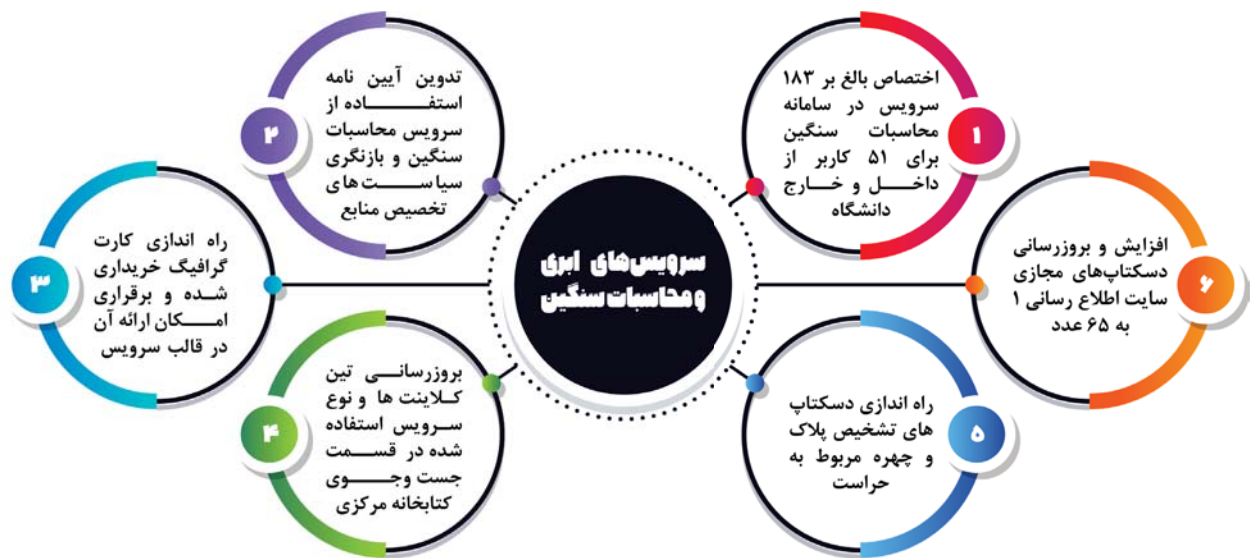 سرویس‌های ابری
و محاسبات سنگین
۱
اختصاص بالغ بر ۱۸۳
سرویس در سامانه
محاسبات سنگین
برای ۵۱ کاربر از
داخل و خارج
دانشگاه
۲
تدوین آیین نامه
استفاده از
سرویس محاسبات
سنگین و بازنگری
سیاست‌های
تخصیص منابع
۳
راه اندازی کارت
گرافیگ خریداری
شده و برقراری
امکان ارائه آن
در قالب سرویس
۴
بروزرسانی تین
کلاینت ها و نوع
سرویس استفاده
شده در قسمت
جست وجوی
کتابخانه مرکزی
۵
راه اندازی دسکتاپ
های تشخیص پلاک
و چهره مربوط به
حراست
۶
افزایش و بروزرسانی
دسکتاپ‌های مجازی
سایت اطلاع رسانی ۱
به ۶۵ عدد